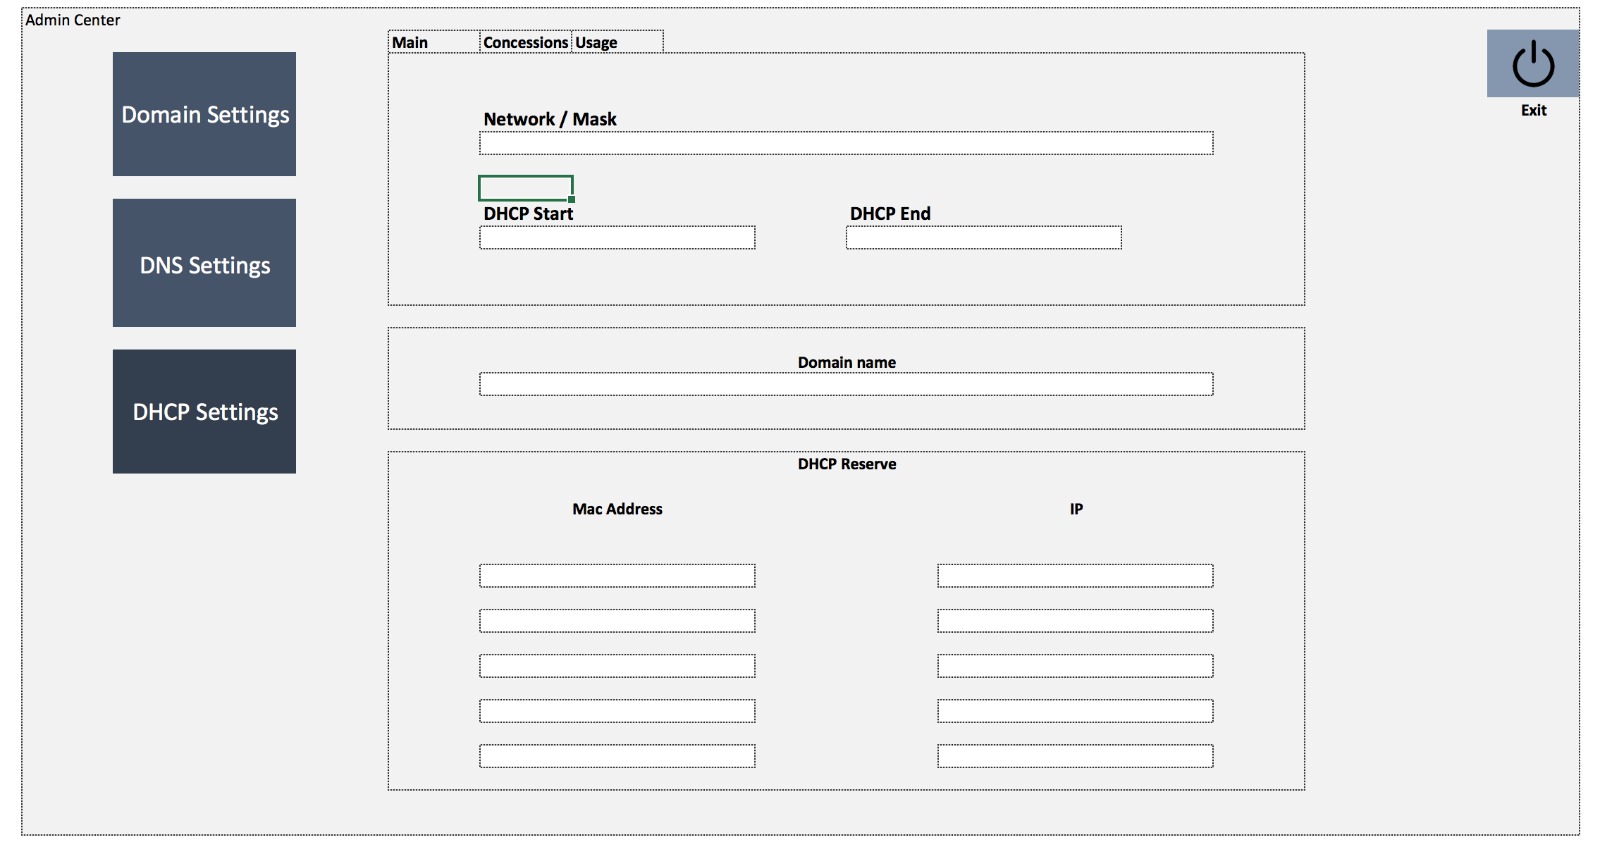 Admin Center
Main Concessions Usage
Domain Settings
Exit
Network / Mask
DHCP Start DHCP End
DNS Settings
Domain name
DHCP Settings
DHCP Reserve
Mac Address IP